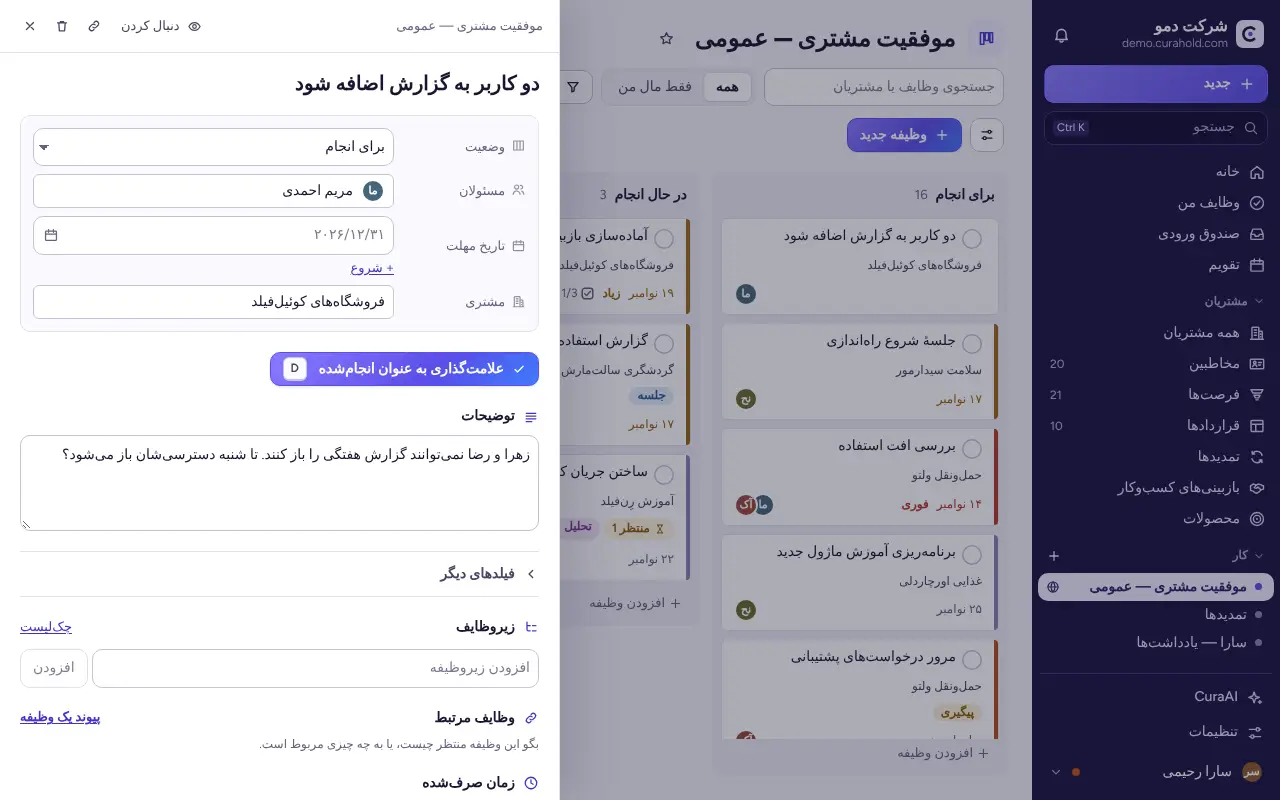 شرکت دمو
demo.curahold.com
جدید
جستجو
Ctrl K
خانه
وظایف من
صندوق ورودی
تقویم
مشتریان
همه مشتریان
مخاطبین
20
فرصت‌ها
21
قراردادها
10
تمدیدها
بازبینی‌های کسب‌وکار
محصولات
کار
موفقیت مشتری — عمومی
تمدیدها
سارا — یادداشت‌ها
CuraAI
تنظیمات
سر
سارا رحیمی
موفقیت مشتری — عمومی
جستجوی وظایف یا مشتریان
همه
فقط مال من
وظیفه جدید
برای انجام
16
دو کاربر به گزارش اضافه شود
فروشگاه‌های کوئیل‌فیلد
ما
جلسهٔ شروع راه‌اندازی
سلامت سیدارمور
۱۷ نوامبر
نح
بررسی افت استفاده
حمل‌ونقل ولتو
۱۴ نوامبر
فوری
ما
آک
برنامه‌ریزی آموزش ماژول جدید
غذایی اورچاردلی
۲۵ نوامبر
نح
مرور درخواست‌های پشتیبانی
حمل‌ونقل ولتو
پیگیری
افزودن وظیفه
در حال انجام
3
فروشگاه‌های کوئیل‌فیلد
۱۹ نوامبر
زیاد
1/3
گزارش استفاده
گردشگری سالت‌مارش
جلسه
۱۷ نوامبر
ساختن جریان
آموزش رِن‌فیلد
منتظر 1
تحلیل
۲۲ نوامبر
افزودن وظیفه
موفقیت مشتری — عمومی
دنبال کردن
دو کاربر به گزارش اضافه شود
وضعیت
برای انجام
مسئولان
ما
مریم احمدی
تاریخ مهلت
۲۰۲۶/۱۲/۳۱
+ شروع
مشتری
فروشگاه‌های کوئیل‌فیلد
علامت‌گذاری به عنوان انجام‌شده
D
توضیحات
زهرا و رضا نمی‌توانند گزارش هفتگی را باز کنند. تا شنبه دسترسی‌شان باز می‌شود؟
فیلدهای دیگر
زیروظایف
چک‌لیست
افزودن زیروظیفه
افزودن
وظایف مرتبط
پیوند یک وظیفه
بگو این وظیفه منتظر چیست، یا به چه چیزی مربوط است.
زمان صرف‌شده